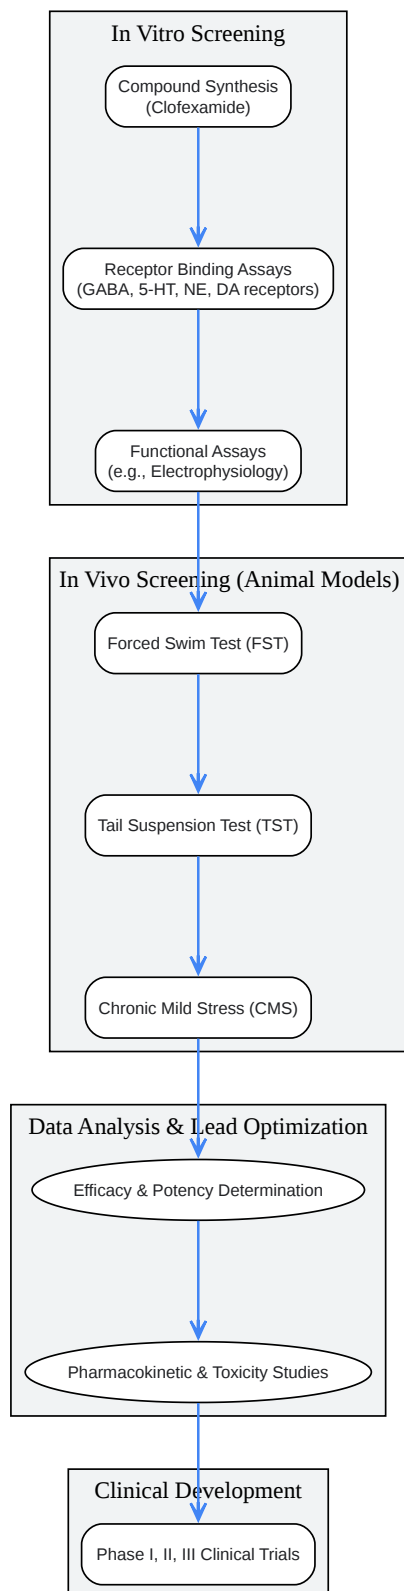 In Vitro Screening
Compound Synthesis
(Clofexamide)
Receptor Binding Assays
(GABA, 5-HT, NE, DA receptors)
Functional Assays
(e.g., Electrophysiology)
In Vivo Screening (Animal Models)
Forced Swim Test (FST)
Tail Suspension Test (TST)
Chronic Mild Stress (CMS)
Data Analysis & Lead Optimization
Efficacy & Potency Determination
Pharmacokinetic & Toxicity Studies
Clinical Development
Phase I, II, III Clinical Trials